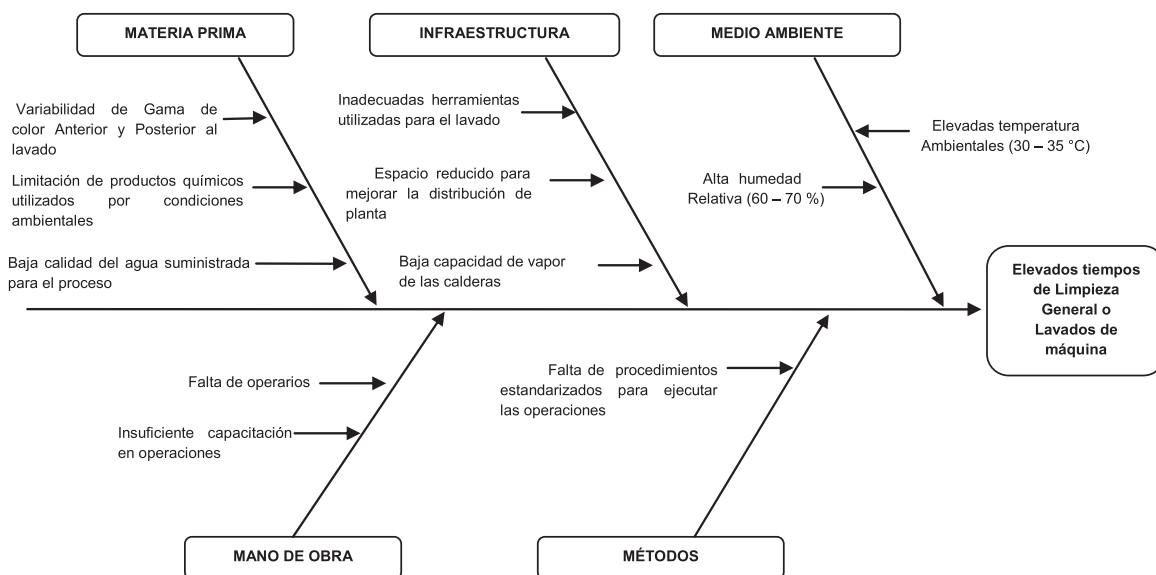 MATERIA PRIMA
INFRAESTRUCTURA
MEDIO AMBIENTE
Variabilidad de Gama de
color Anterior y Posterior al
lavado
Limitación de productos químicos
utilizados por condiciones
ambientales
Baja calidad del agua suministrada
para el proceso
Inadecuadas herramientas
utilizadas para el lavado
Espacio reducido para
mejorar la distribución de
planta
Baja capacidad de vapor
de las calderas
Elevadas temperatura
Ambientales (30 – 35 °C)
Alta humedad
Relativa (60 – 70 %)
Elevados tiempos
de Limpieza
General o
Lavados de
máquina
Falta de operarios
Insuficiente capacitación
en operaciones
Falta de procedimientos
estandarizados para ejecutar
las operaciones
MANO DE OBRA
MÉTODOS